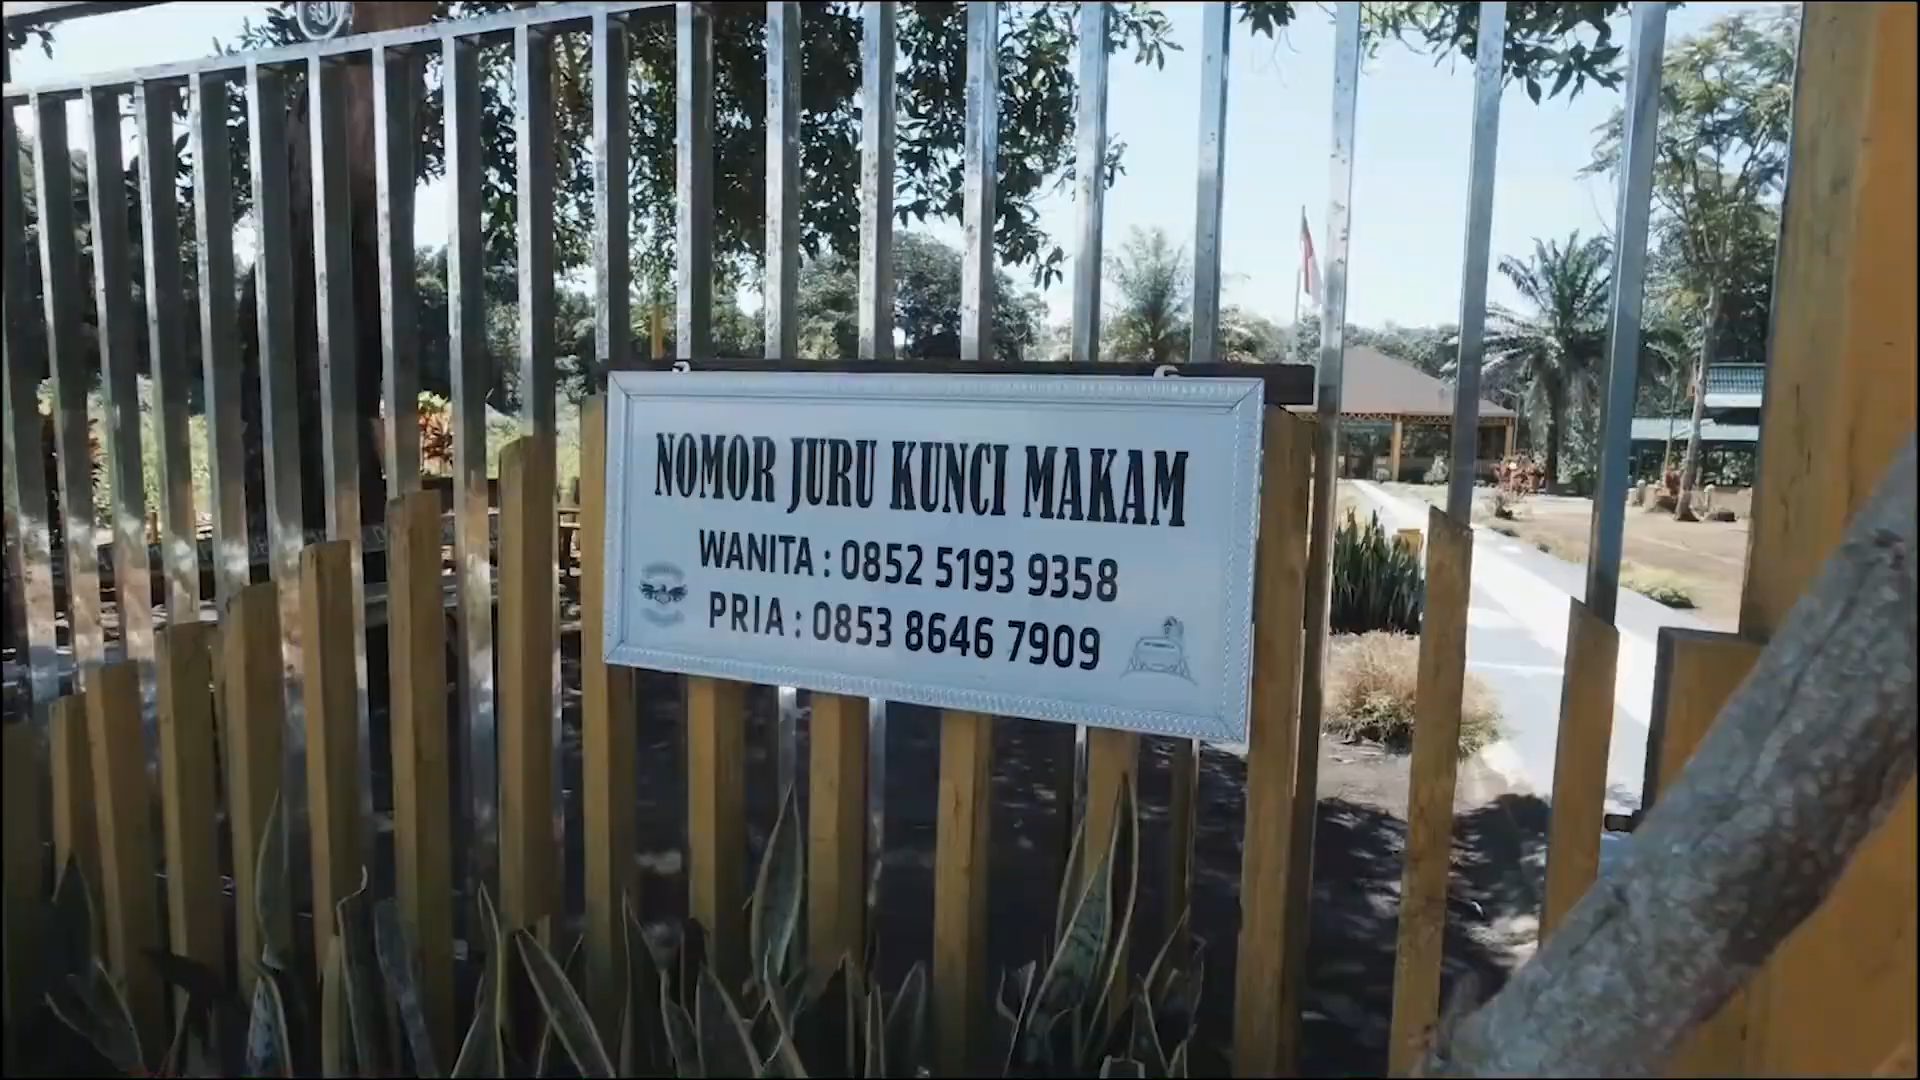 NOMOR JURU KUNCI MAKAM
WANITA : 0852 5193 9358
PRIA : 0853 8646 7909